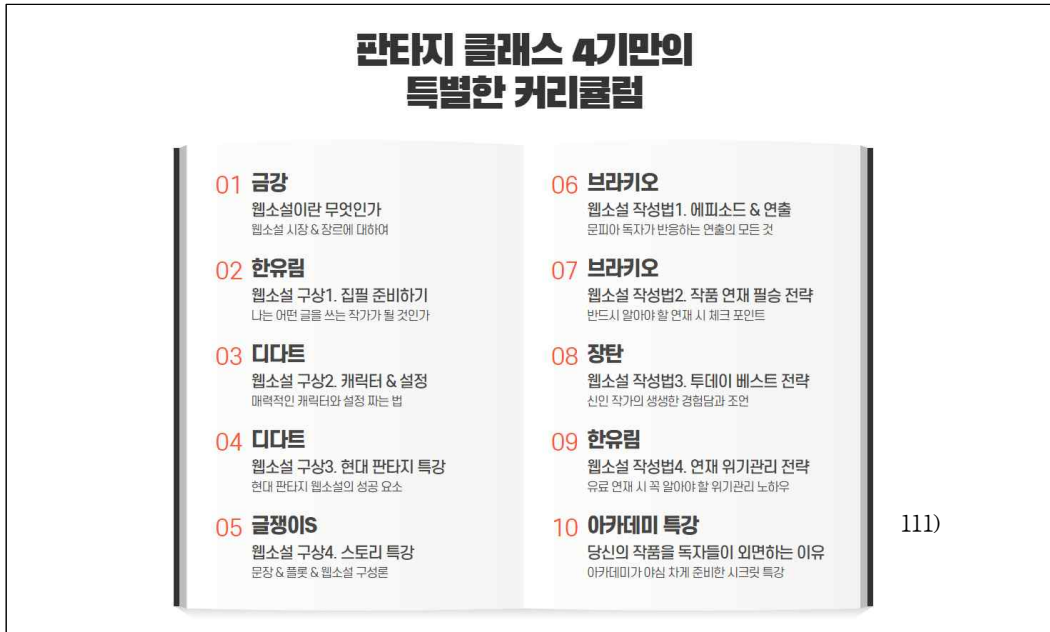 판타지 클래스 4기만의
특별한 커리큘럼
01 금강
웹소설이란 무엇인가
웹소설 시장 & 장르에 대하여
02 한유림
웹소설 구상1. 집필 준비하기
나는 어떤 글을 쓰는 작가가 될 것인가
03 디다트
웹소설 구상2. 캐릭터 & 설정
매력적인 캐릭터와 설정 짜는 법
04 디다트
웹소설 구상3. 현대 판타지 특강
현대 판타지 웹소설의 성공 요소
05 글쟁이S
웹소설 구상4. 스토리 특강
문장 & 플롯 & 웹소설 구성론
06 브라키오
웹소설 작성법1. 에피소드 & 연출
문피아 독자가 반응하는 연출의 모든 것
07 브라키오
웹소설 작성법2. 작품 연재 필승 전략
반드시 알아야 할 연재 시 체크 포인트
08 장탄
웹소설 작성법3. 투데이 베스트 전략
신인 작가의 생생한 경험담과 조언
09 한유림
웹소설 작성법4. 연재 위기관리 전략
유료 연재 시 꼭 알아야 할 위기관리 노하우
10 아카데미 특강
당신의 작품을 독자들이 외면하는 이유
아카데미가 야심 차게 준비한 시크릿 특강
111)